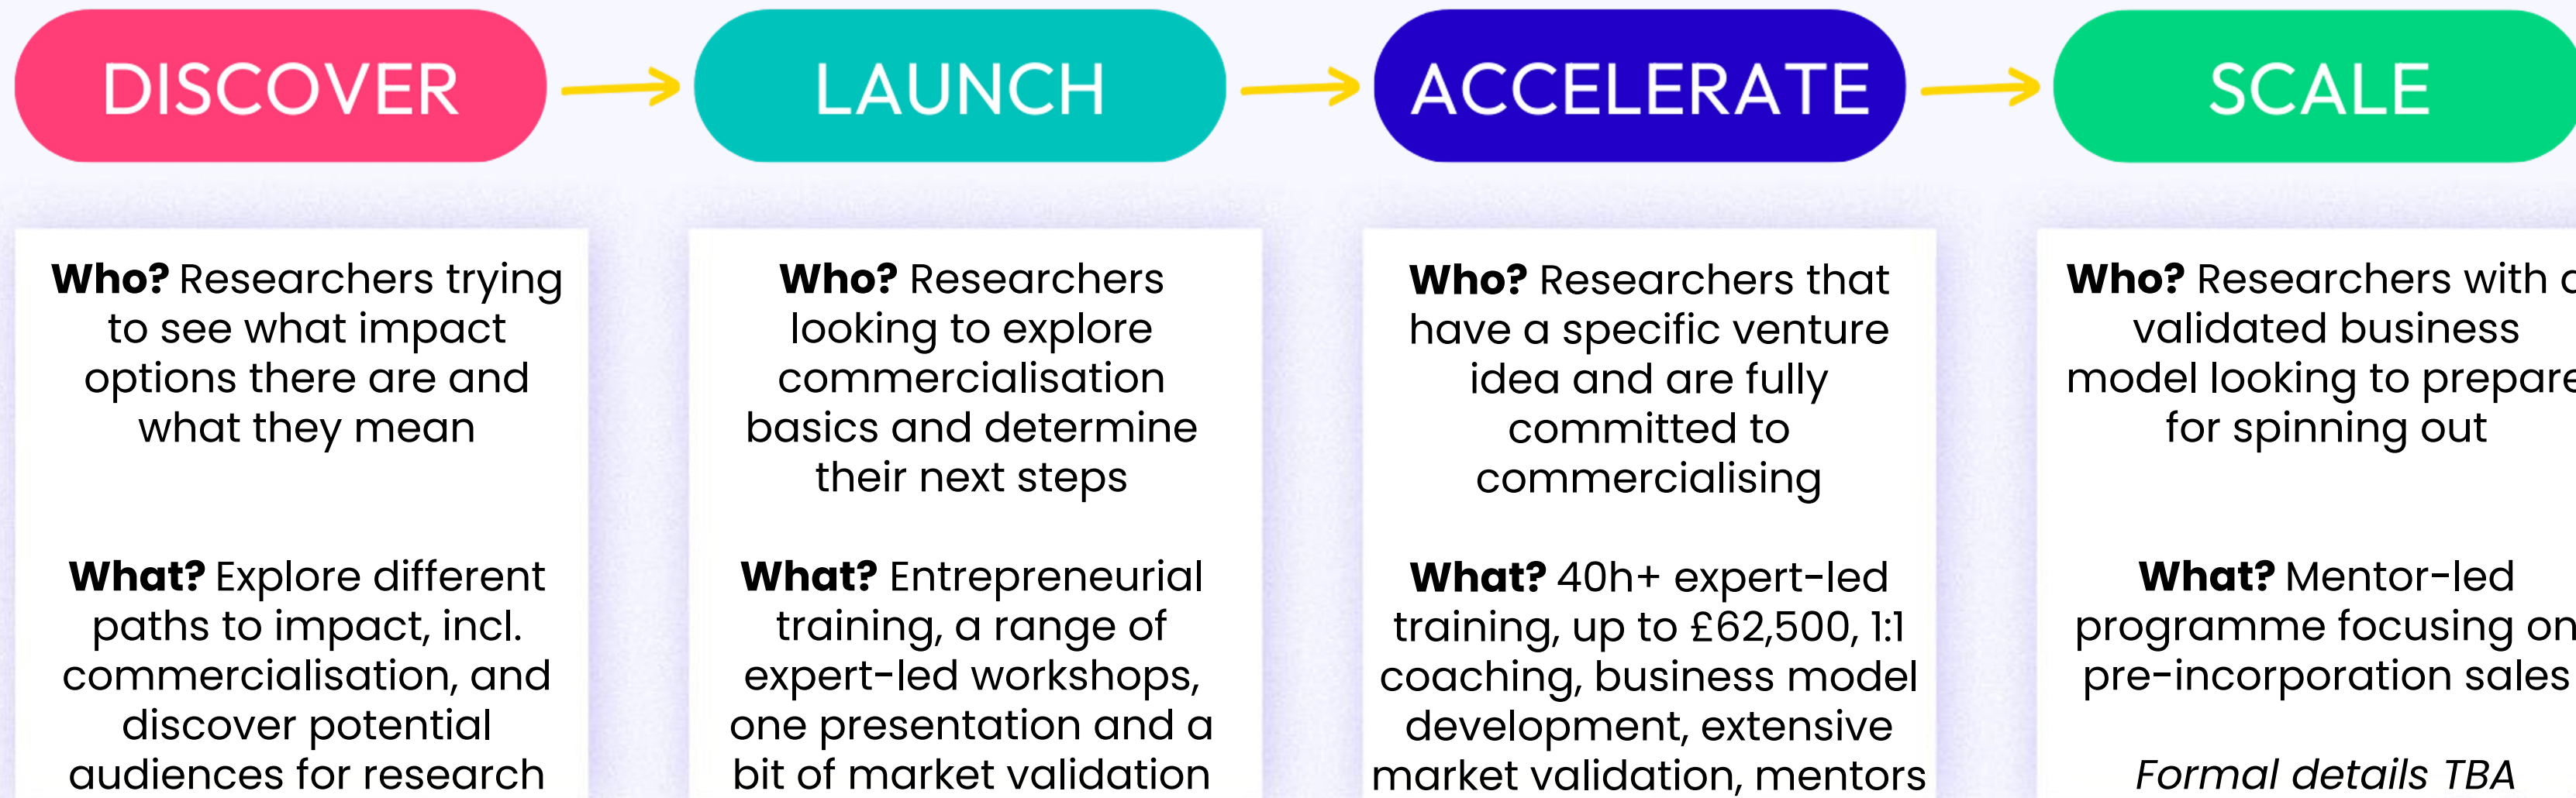 DISCOVER
LAUNCH
ACCELERATE
SCALE
Who? Researchers trying
to see what impact
options there are and
what they mean
What? Explore different
paths to impact, incl.
commercialisation, and
discover potential
audiences for research
Who? Researchers
looking to explore
commercialisation
basics and determine
their next steps
What? Entrepreneurial
training, a range of
expert-led workshops,
one presentation and a
bit of market validation
Who? Researchers that
have a specific venture
idea and are fully
committed to
commercialising
What? 40h+ expert-led
training, up to £62,500, 1:1
coaching, business model
development, extensive
market validation, mentors
Who? Researchers with a
validated business
model looking to prepare
for spinning out
What? Mentor-led
programme focusing on
pre-incorporation sales
Formal details TBA